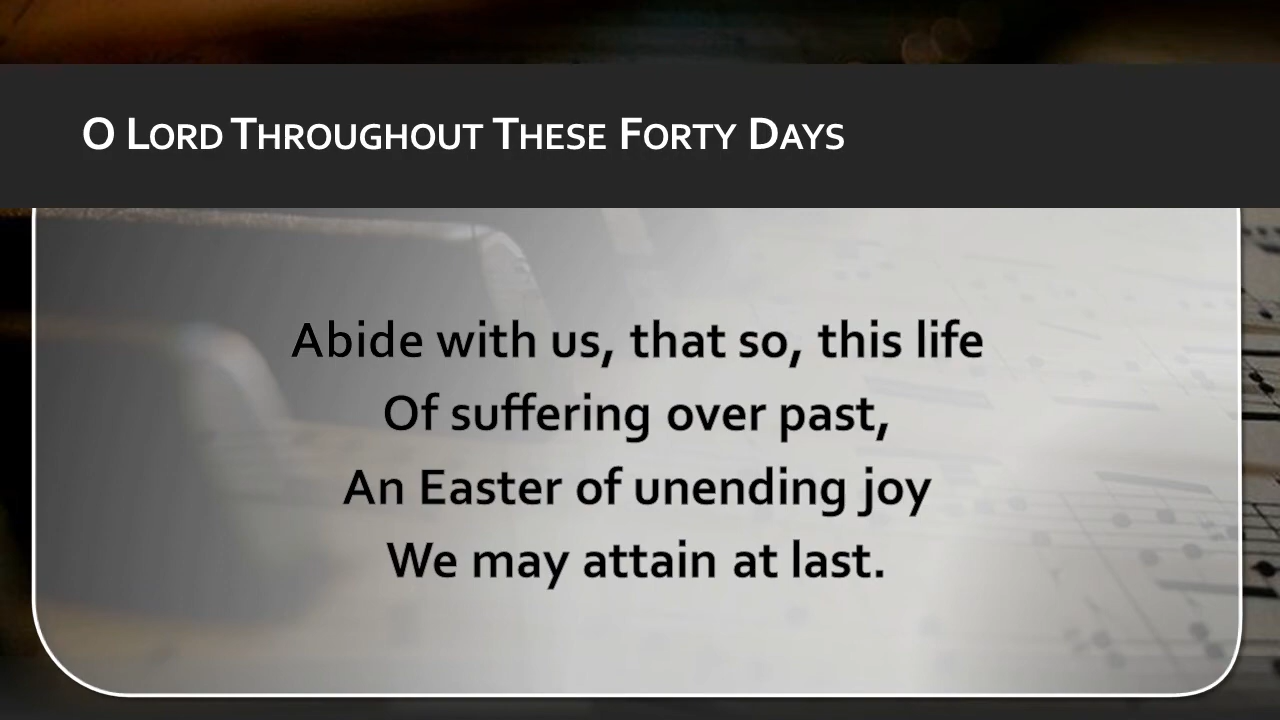 O Lord Throughout These Forty Days
Abide with us, that so, this life
Of suffering over past,
An Easter of unending joy
We may attain at last.